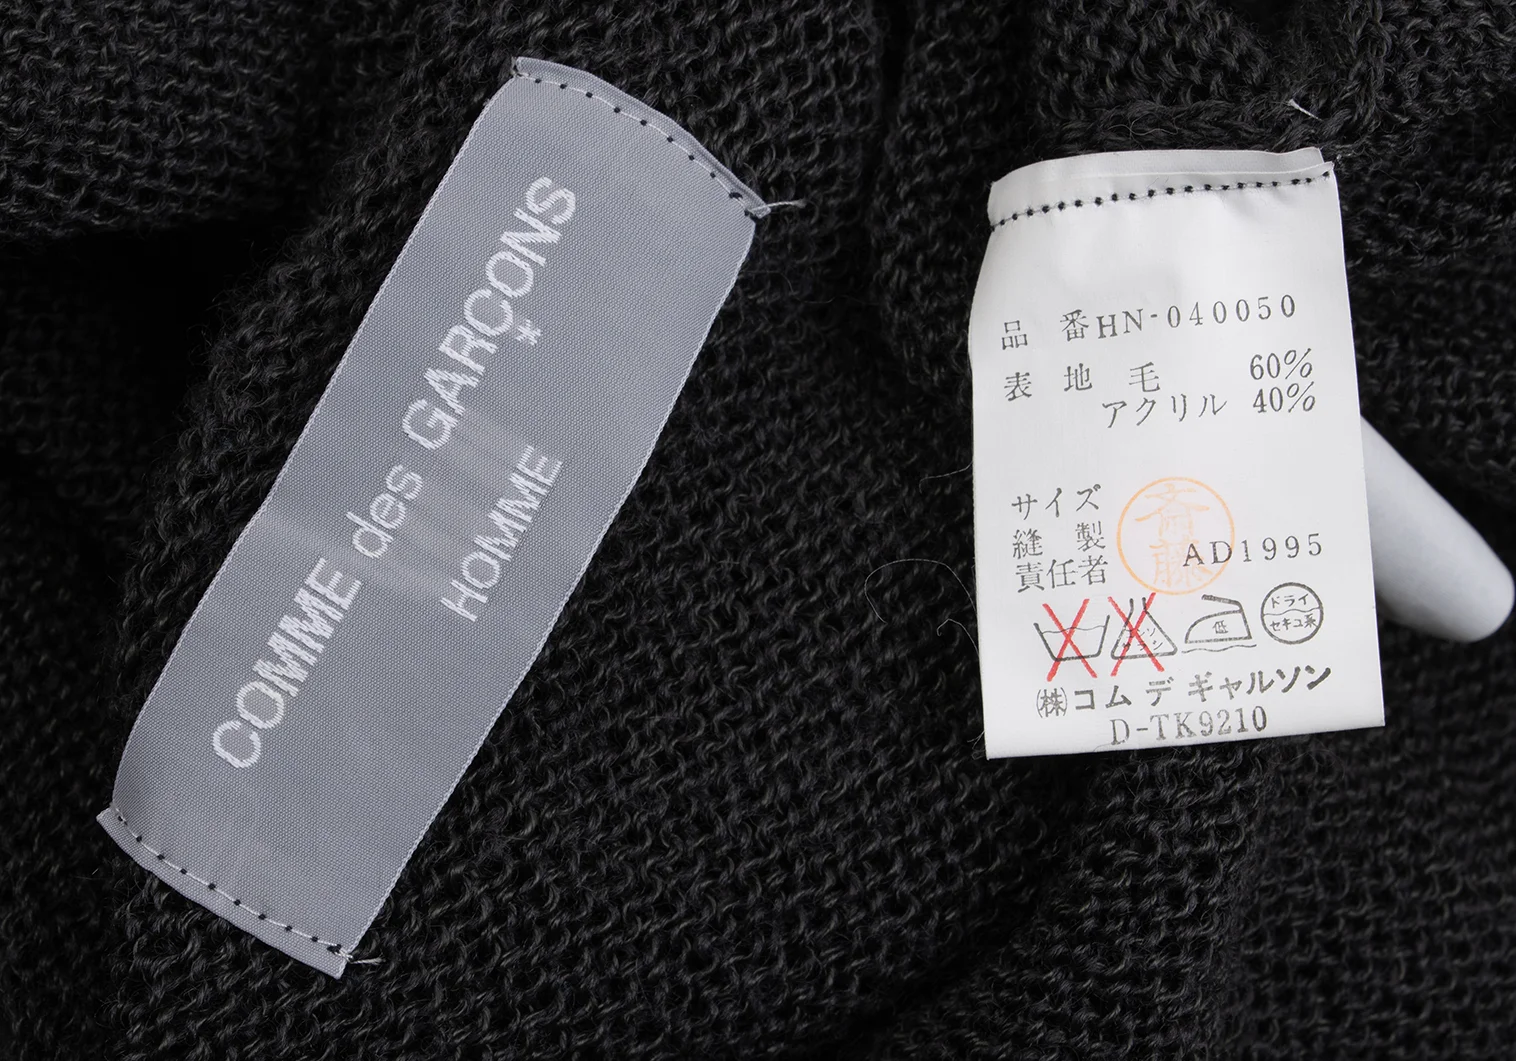 COMME des GARÇONS
HOMME
品 番 HN-040050
表 地 毛 60%
アクリル 40%
サイズ
縫 製
責任者
斉藤
AD1995
低
ドライ
セキユ系
㈱コム デ ギャルソン
D-TK9210